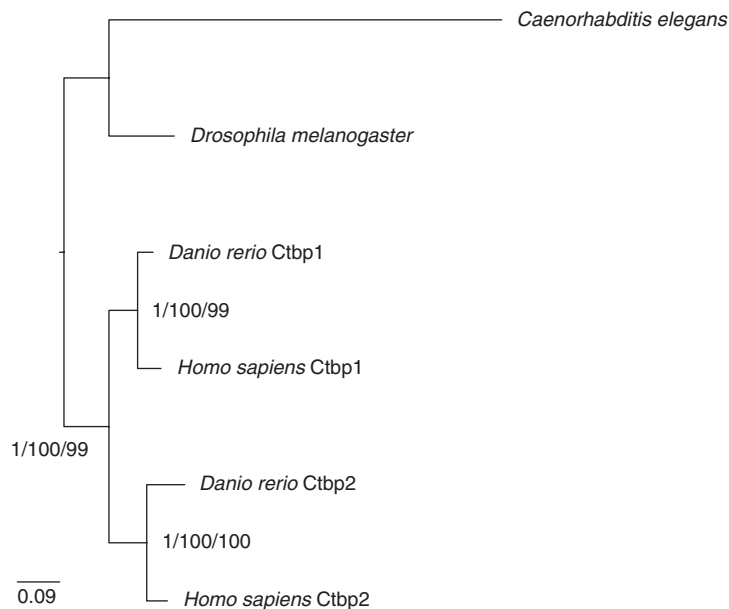 Caenorhabditis elegans
Drosophila melanogaster
Danio rerio Ctbp1
1/100/99
Homo sapiens Ctbp1
1/100/99
Danio rerio Ctbp2
1/100/100
0.09
Homo sapiens Ctbp2